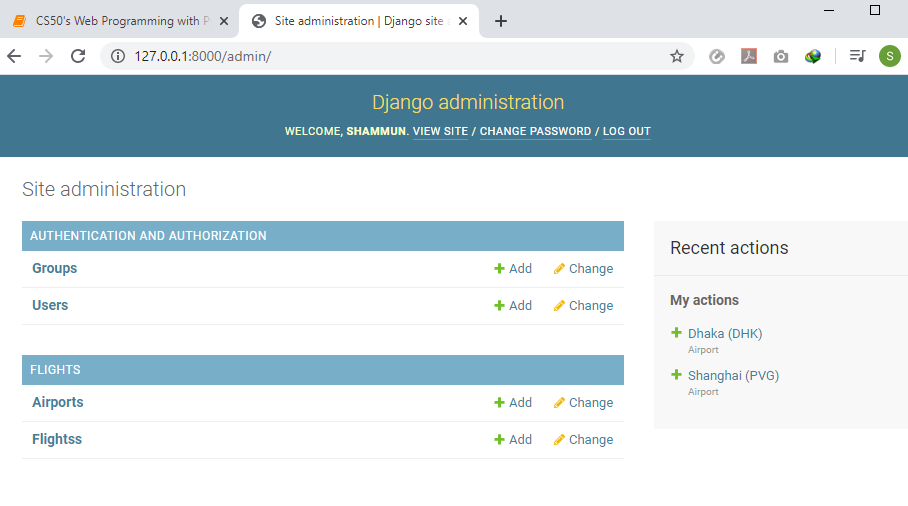 CS50's Web Programming with P
Site administration | Django site
127.0.0.1:8000/admin/
S
Django administration
WELCOME, SHAMMUN. VIEW SITE / CHANGE PASSWORD / LOG OUT
Site administration
AUTHENTICATION AND AUTHORIZATION
Groups Add Change
Users Add Change
FLIGHTS
Airports Add Change
Flightss Add Change
Recent actions
My actions
Dhaka (DHK)
Airport
Shanghai (PVG)
Airport